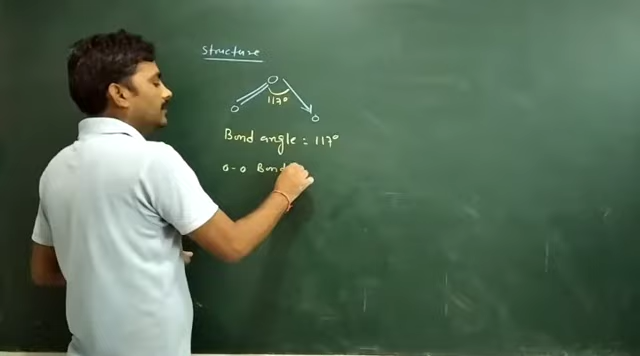 Structure
O
117°
O
O
Bond angle = 117°
O-O Bond